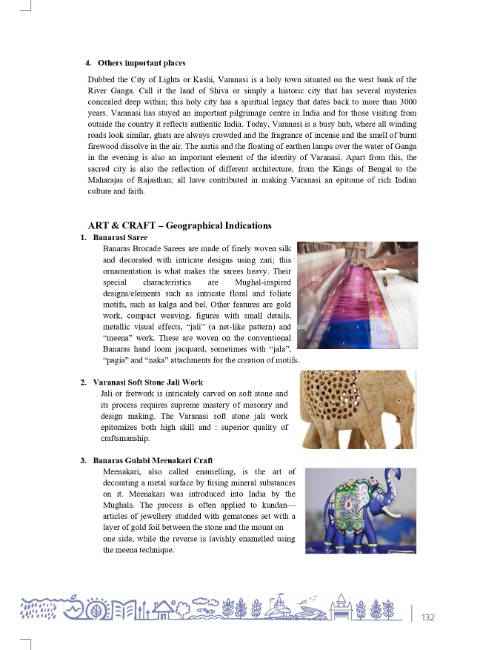 4. Others important places
Dubbed the City of Lights or Kashi, Varanasi is a holy town situated on the west bank of the
River Ganga. Call it the land of Shiva or simply a historic city that has several mysteries
concealed deep within; this holy city has a spiritual legacy that dates back to more than 3000
years. Varanasi has stayed an important pilgrimage centre in India and for those visiting from
outside the country it reflects authentic India. Today, Varanasi is a busy hub, where all winding
roads look similar, ghats are always crowded and the fragrance of incense and the smell of burnt
firewood dissolve in the air. The aartis and the floating of earthen lamps over the water of Ganga
in the evening is also an important element of the identity of Varanasi. Apart from this, the
sacred city is also the reflection of different architecture, from the Kings of Bengal to the
Maharajas of Rajasthan; all have contributed in making Varanasi an epitome of rich Indian
culture and faith.
ART & CRAFT – Geographical Indications
1. Banarasi Saree
Banaras Brocade Sarees are made of finely woven silk
and decorated with intricate designs using zari; this
ornamentation is what makes the sarees heavy. Their
special characteristics are Mughal-inspired
designs/elements such as intricate floral and foliate
motifs, such as kalga and bel. Other features are gold
work, compact weaving, figures with small details,
metallic visual effects, “jali” (a net-like pattern) and
“meena” work. These are woven on the conventional
Banaras hand loom jacquard, sometimes with “jala”,
“pagia” and “naka” attachments for the creation of motifs.
2. Varanasi Soft Stone Jali Work
Jali or fretwork is intricately carved on soft stone and
its process requires supreme mastery of masonry and
design making. The Varanasi soft stone jali work
epitomizes both high skill and : superior quality of
craftsmanship.
3. Banaras Gulabi Meenakari Craft
Meenakari, also called enamelling, is the art of
decorating a metal surface by fusing mineral substances
on it. Meenakari was introduced into India by the
Mughals. The process is often applied to kundan—
articles of jewellery studded with gemstones set with a
layer of gold foil between the stone and the mount on
one side, while the reverse is lavishly enamelled using
the meena technique.
132